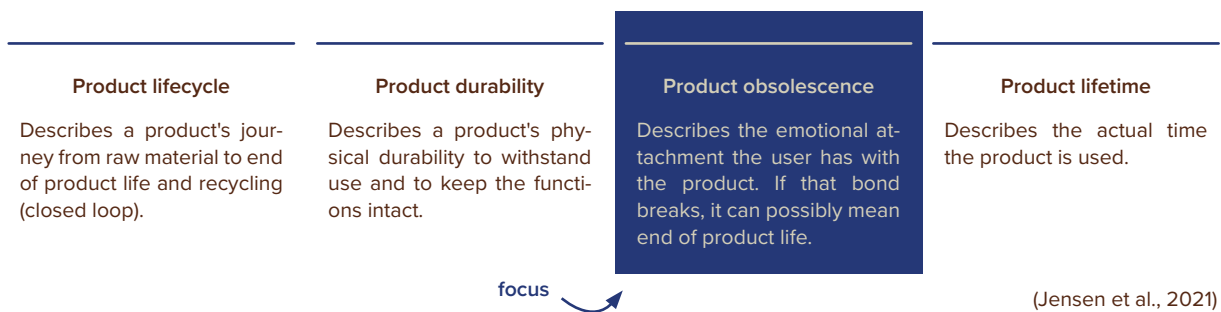 Product lifecycle
Describes a product's jour-
ney from raw material to end
of product life and recycling
(closed loop).
Product durability
Describes a product's phy-
sical durability to withstand
use and to keep the functi-
ons intact.
Product obsolescence
Describes the emotional at-
tachment the user has with
the product. If that bond
breaks, it can possibly mean
end of product life.
Product lifetime
Describes the actual time
the product is used.
focus
(Jensen et al., 2021)